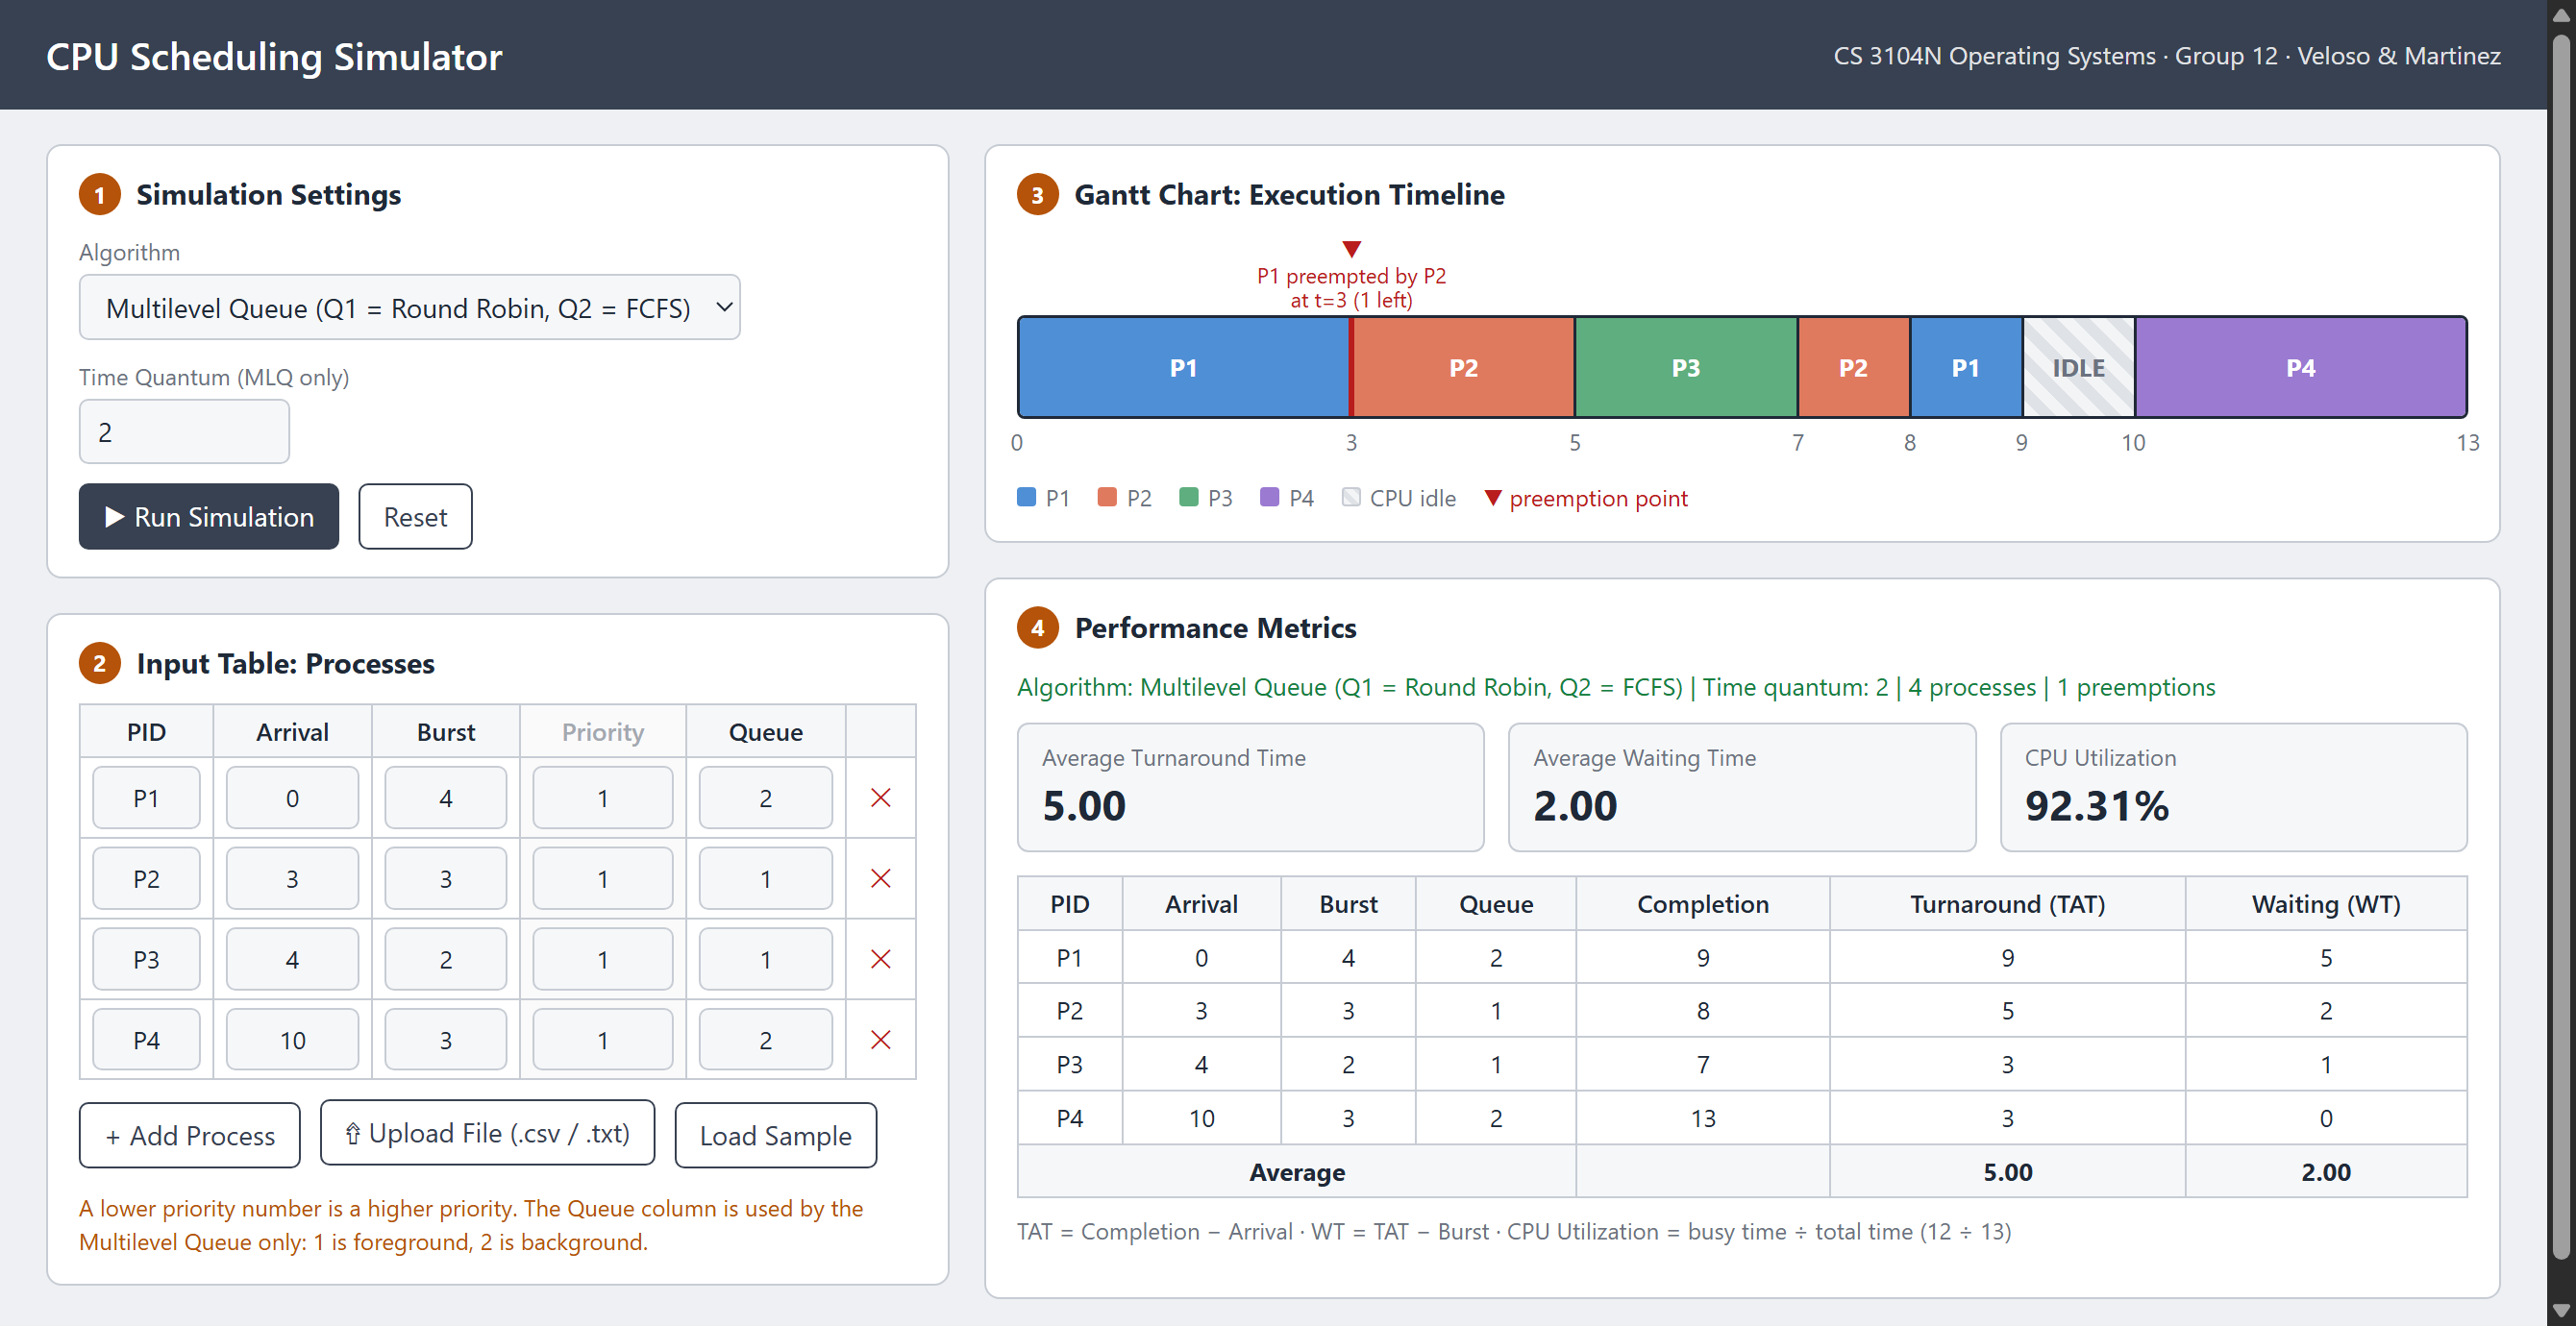 CPU Scheduling Simulator
CS 3104N Operating Systems · Group 12 · Veloso & Martinez
1 Simulation Settings
Algorithm
Multilevel Queue (Q1 = Round Robin, Q2 = FCFS)
Time Quantum (MLQ only)
2
▶ Run Simulation Reset
2 Input Table: Processes
PID Arrival Burst Priority Queue
P1 0 4 1 2 ✕
P2 3 3 1 1 ✕
P3 4 2 1 1 ✕
P4 10 3 1 2 ✕
+ Add Process ⇧ Upload File (.csv / .txt) Load Sample
A lower priority number is a higher priority. The Queue column is used by the
Multilevel Queue only: 1 is foreground, 2 is background.
3 Gantt Chart: Execution Timeline
▼
P1 preempted by P2
at t=3 (1 left)
P1 P2 P3 P2 P1 IDLE P4
0 3 5 7 8 9 10 13
P1 P2 P3 P4 CPU idle ▼ preemption point
4 Performance Metrics
Algorithm: Multilevel Queue (Q1 = Round Robin, Q2 = FCFS) | Time quantum: 2 | 4 processes | 1 preemptions
Average Turnaround Time Average Waiting Time CPU Utilization
5.00 2.00 92.31%
PID Arrival Burst Queue Completion Turnaround (TAT) Waiting (WT)
P1 0 4 2 9 9 5
P2 3 3 1 8 5 2
P3 4 2 1 7 3 1
P4 10 3 2 13 3 0
Average 5.00 2.00
TAT = Completion − Arrival · WT = TAT − Burst · CPU Utilization = busy time ÷ total time (12 ÷ 13)